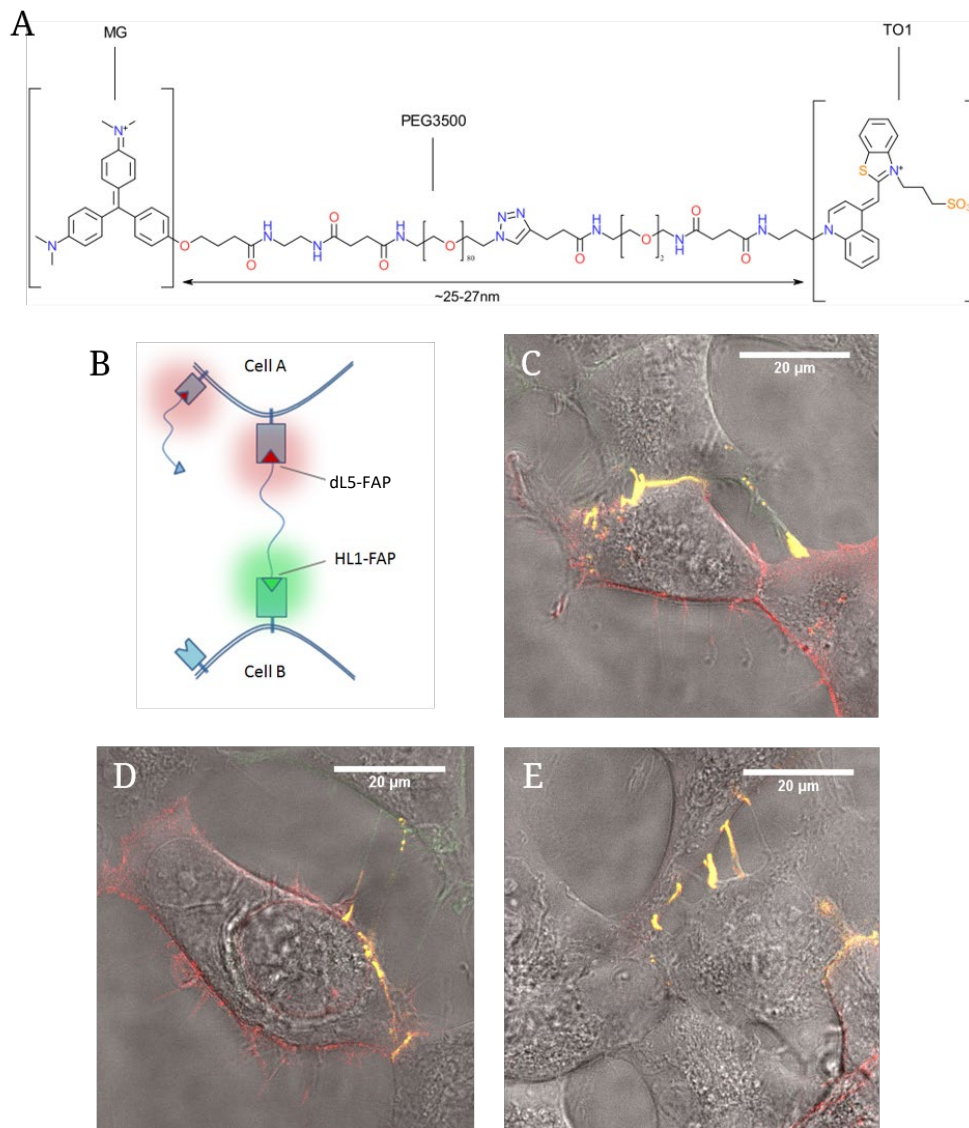 A
MG
TO1
PEG3500
N⁺
N
O
O
N
H
H
N
O
O
N
H
O
80
N
N
N
O
N
H
O
2
H
N
O
O
N
H
S
N⁺
N
SO₃
~25-27nm
B
Cell A
dL5-FAP
HL1-FAP
Cell B
C
20 µm
D
20 µm
E
20 µm